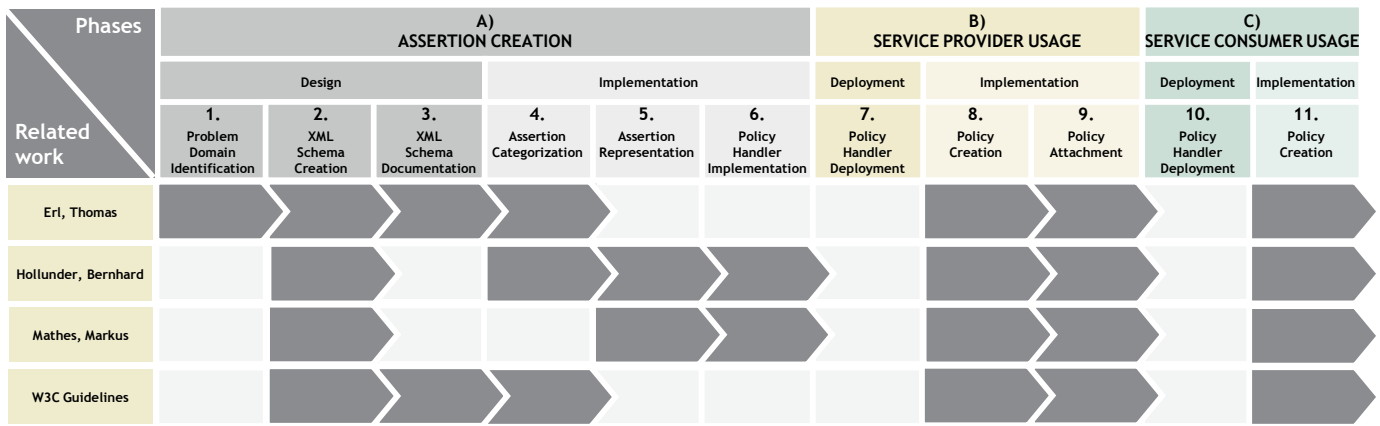 Phases
Related
work
A)
ASSERTION CREATION
B)
SERVICE PROVIDER USAGE
C)
SERVICE CONSUMER USAGE
Design
Implementation
Deployment
Implementation
Deployment
Implementation
1.
Problem
Domain
Identification
2.
XML
Schema
Creation
3.
XML
Schema
Documentation
4.
Assertion
Categorization
5.
Assertion
Representation
6.
Policy
Handler
Implementation
7.
Policy
Handler
Deployment
8.
Policy
Creation
9.
Policy
Attachment
10.
Policy
Handler
Deployment
11.
Policy
Creation
Erl, Thomas
Hollunder, Bernhard
Mathes, Markus
W3C Guidelines